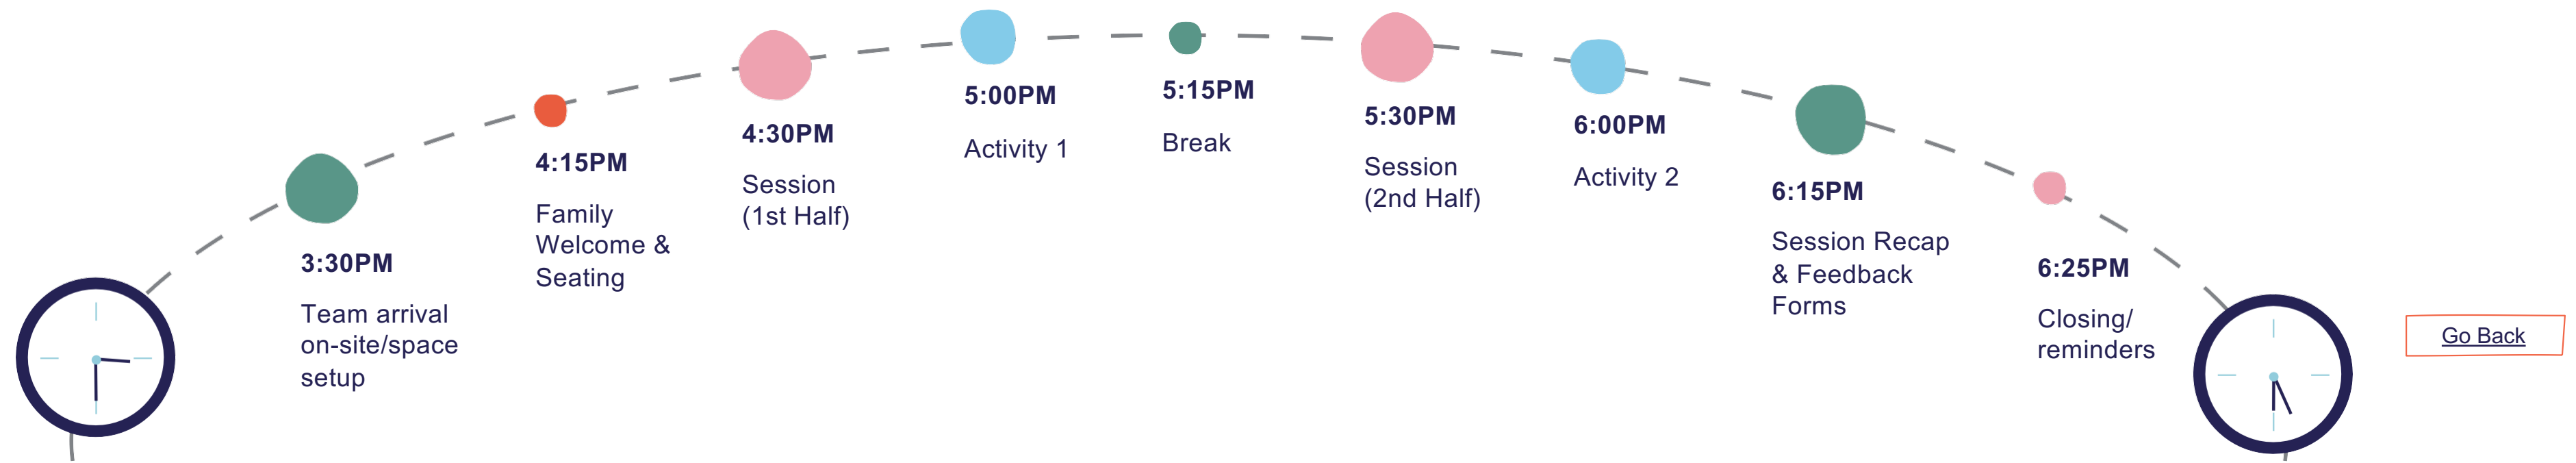 3:30PM
Team arrival
on-site/space
setup
4:15PM
Family
Welcome &
Seating
4:30PM
Session
(1st Half)
5:00PM
Activity 1
5:15PM
Break
5:30PM
Session
(2nd Half)
6:00PM
Activity 2
6:15PM
Session Recap
& Feedback
Forms
6:25PM
Closing/
reminders
Go Back